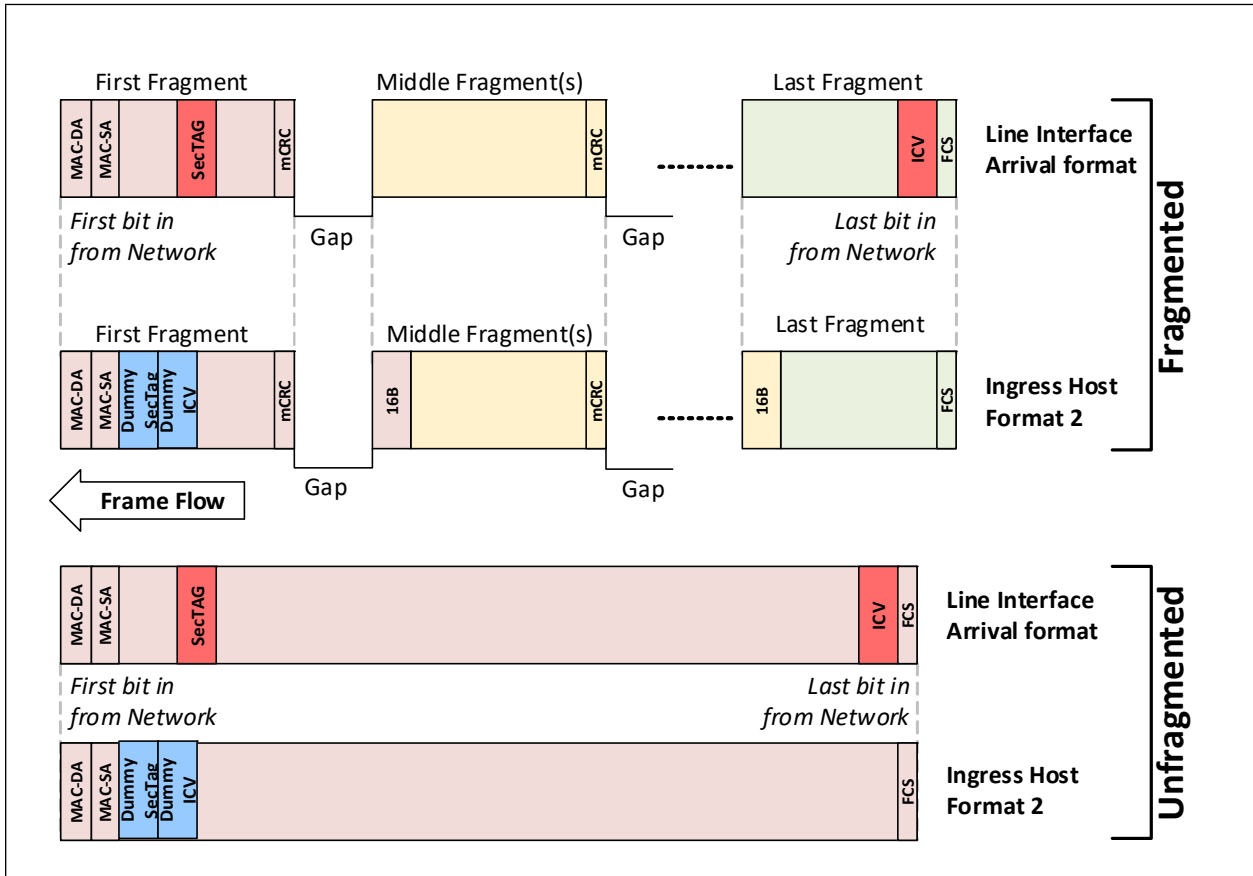 First Fragment
Middle Fragment(s)
Last Fragment
MAC-DA
MAC-SA
SecTAG
mCRC
mCRC
ICV
FCS
Line Interface
Arrival format
First bit in
from Network
Gap
Gap
Last bit in
from Network
Fragmented
First Fragment
Middle Fragment(s)
Last Fragment
MAC-DA
MAC-SA
Dummy
SecTag
Dummy
ICV
mCRC
16B
mCRC
16B
FCS
Ingress Host
Format 2
Gap
Gap
Frame Flow
MAC-DA
MAC-SA
SecTAG
ICV
FCS
Line Interface
Arrival format
First bit in
from Network
Last bit in
from Network
Unfragmented
MAC-DA
MAC-SA
Dummy
SecTag
Dummy
ICV
FCS
Ingress Host
Format 2